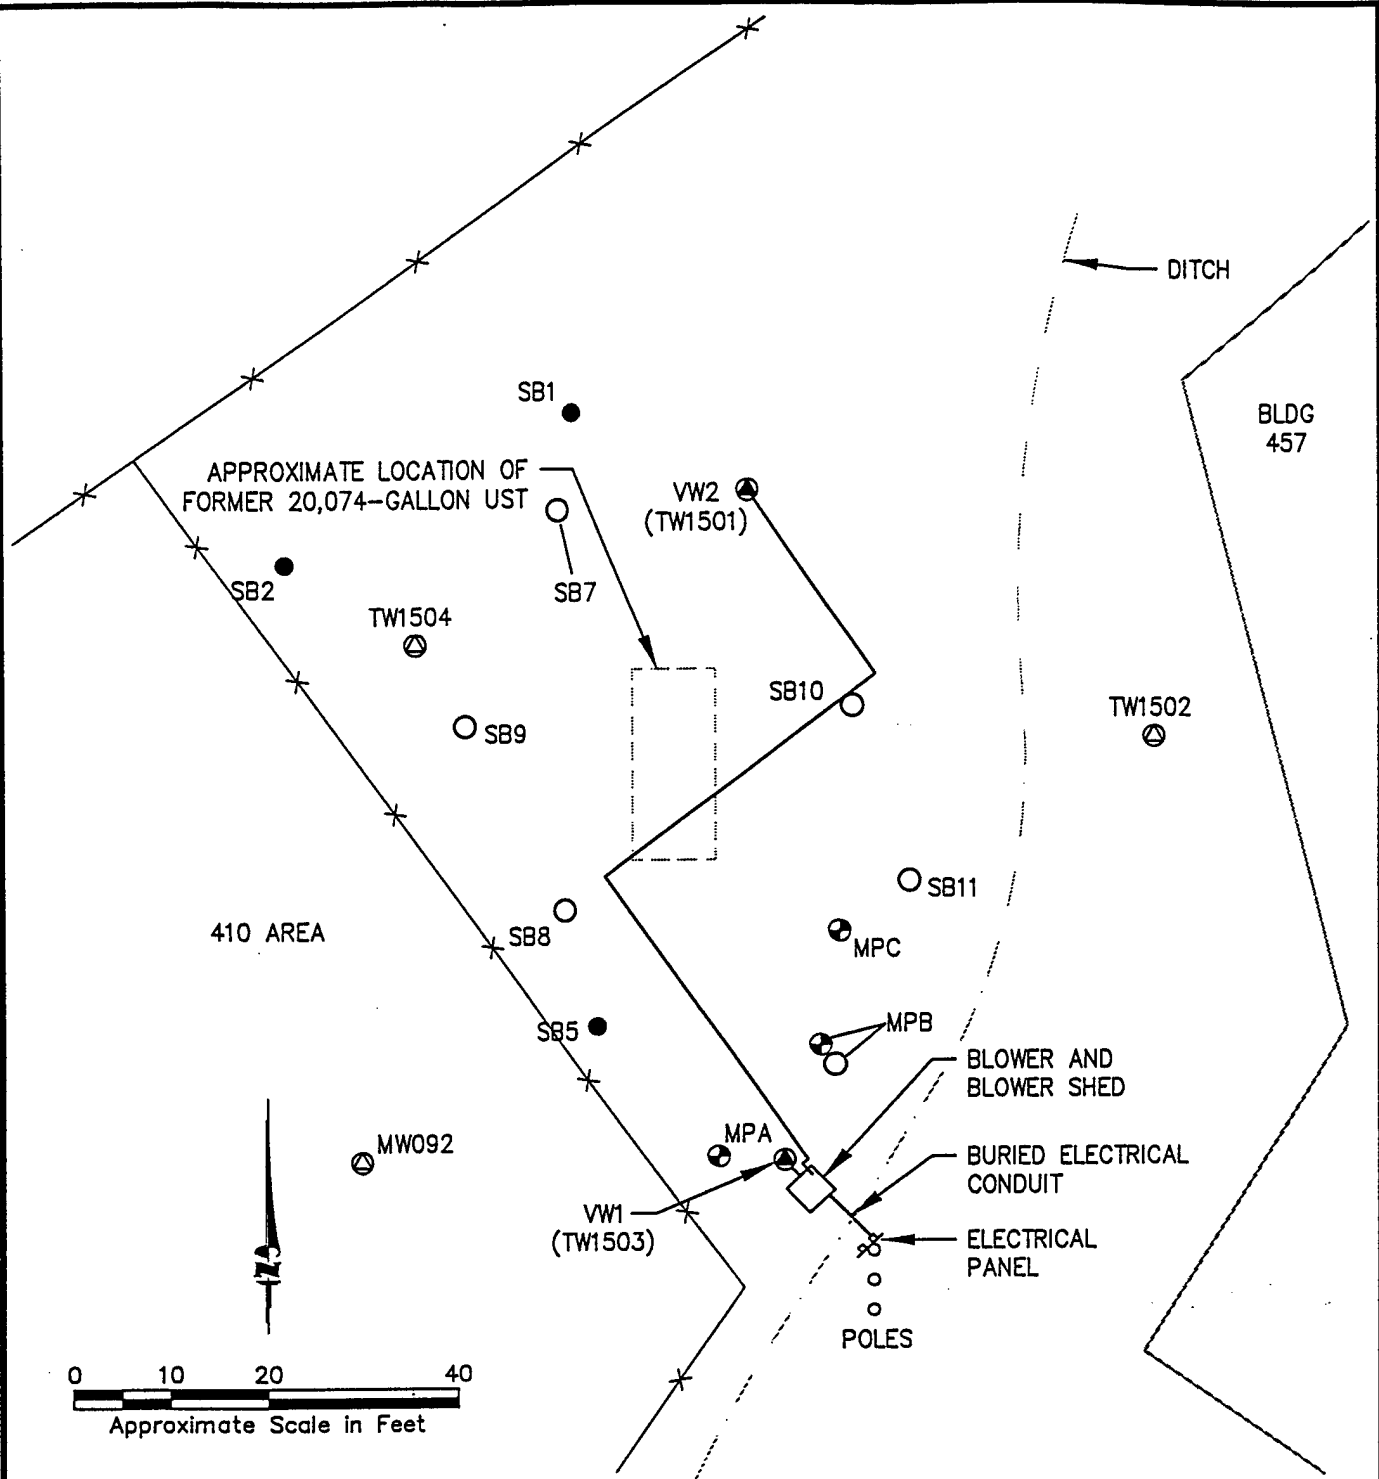 DITCH
SB1
BLDG
457
APPROXIMATE LOCATION OF
FORMER 20,074-GALLON UST
VW2
(TW1501)
SB2
SB7
TW1504
SB10
SB9
TW1502
SB11
410 AREA
SB8
MPC
SB5
MPB
BLOWER AND
BLOWER SHED
MPA
MW092
BURIED ELECTRICAL
CONDUIT
VW1
(TW1503)
ELECTRICAL
PANEL
N
POLES
0 10 20 40
Approximate Scale in Feet